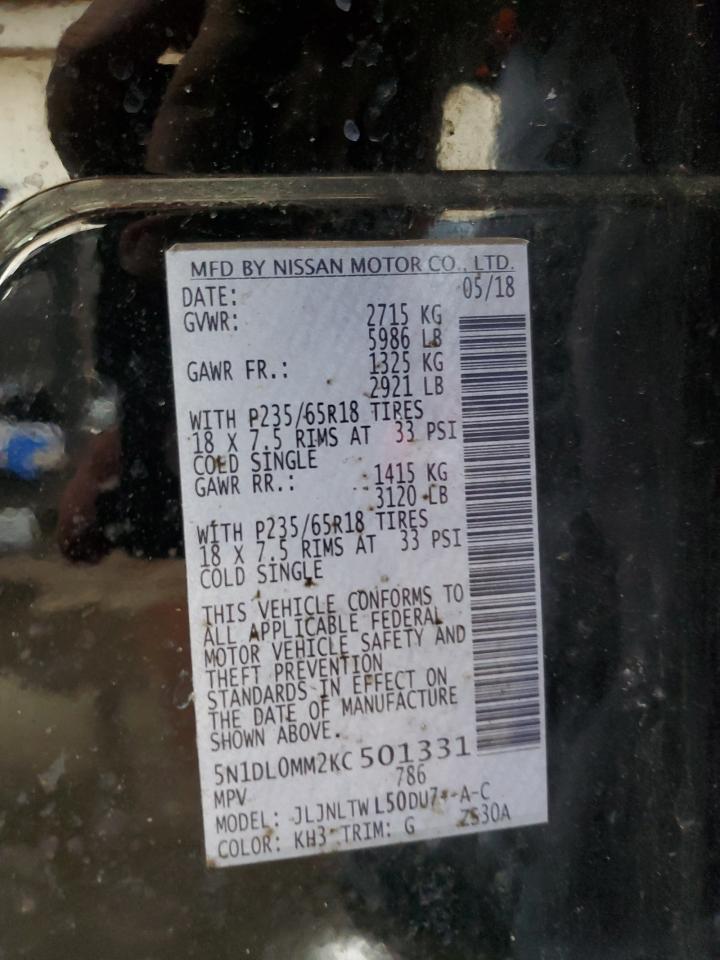 MFD BY NISSAN MOTOR CO., LTD.
DATE: 05/18
GVWR: 2715 KG
5986 LB
GAWR FR.: 1325 KG
2921 LB
WITH P235/65R18 TIRES
18 X 7.5 RIMS AT 33 PSI
COLD SINGLE
GAWR RR.: 1415 KG
3120 LB
WITH P235/65R18 TIRES
18 X 7.5 RIMS AT 33 PSI
COLD SINGLE
THIS VEHICLE CONFORMS TO
ALL APPLICABLE FEDERAL
MOTOR VEHICLE SAFETY AND
THEFT PREVENTION
STANDARDS IN EFFECT ON
THE DATE OF MANUFACTURE
SHOWN ABOVE.
5N1DL0MM2KC501331
MPV 786
MODEL: JLJNLTWL50DU7--A-C
COLOR: KH3 TRIM: G ZS30A